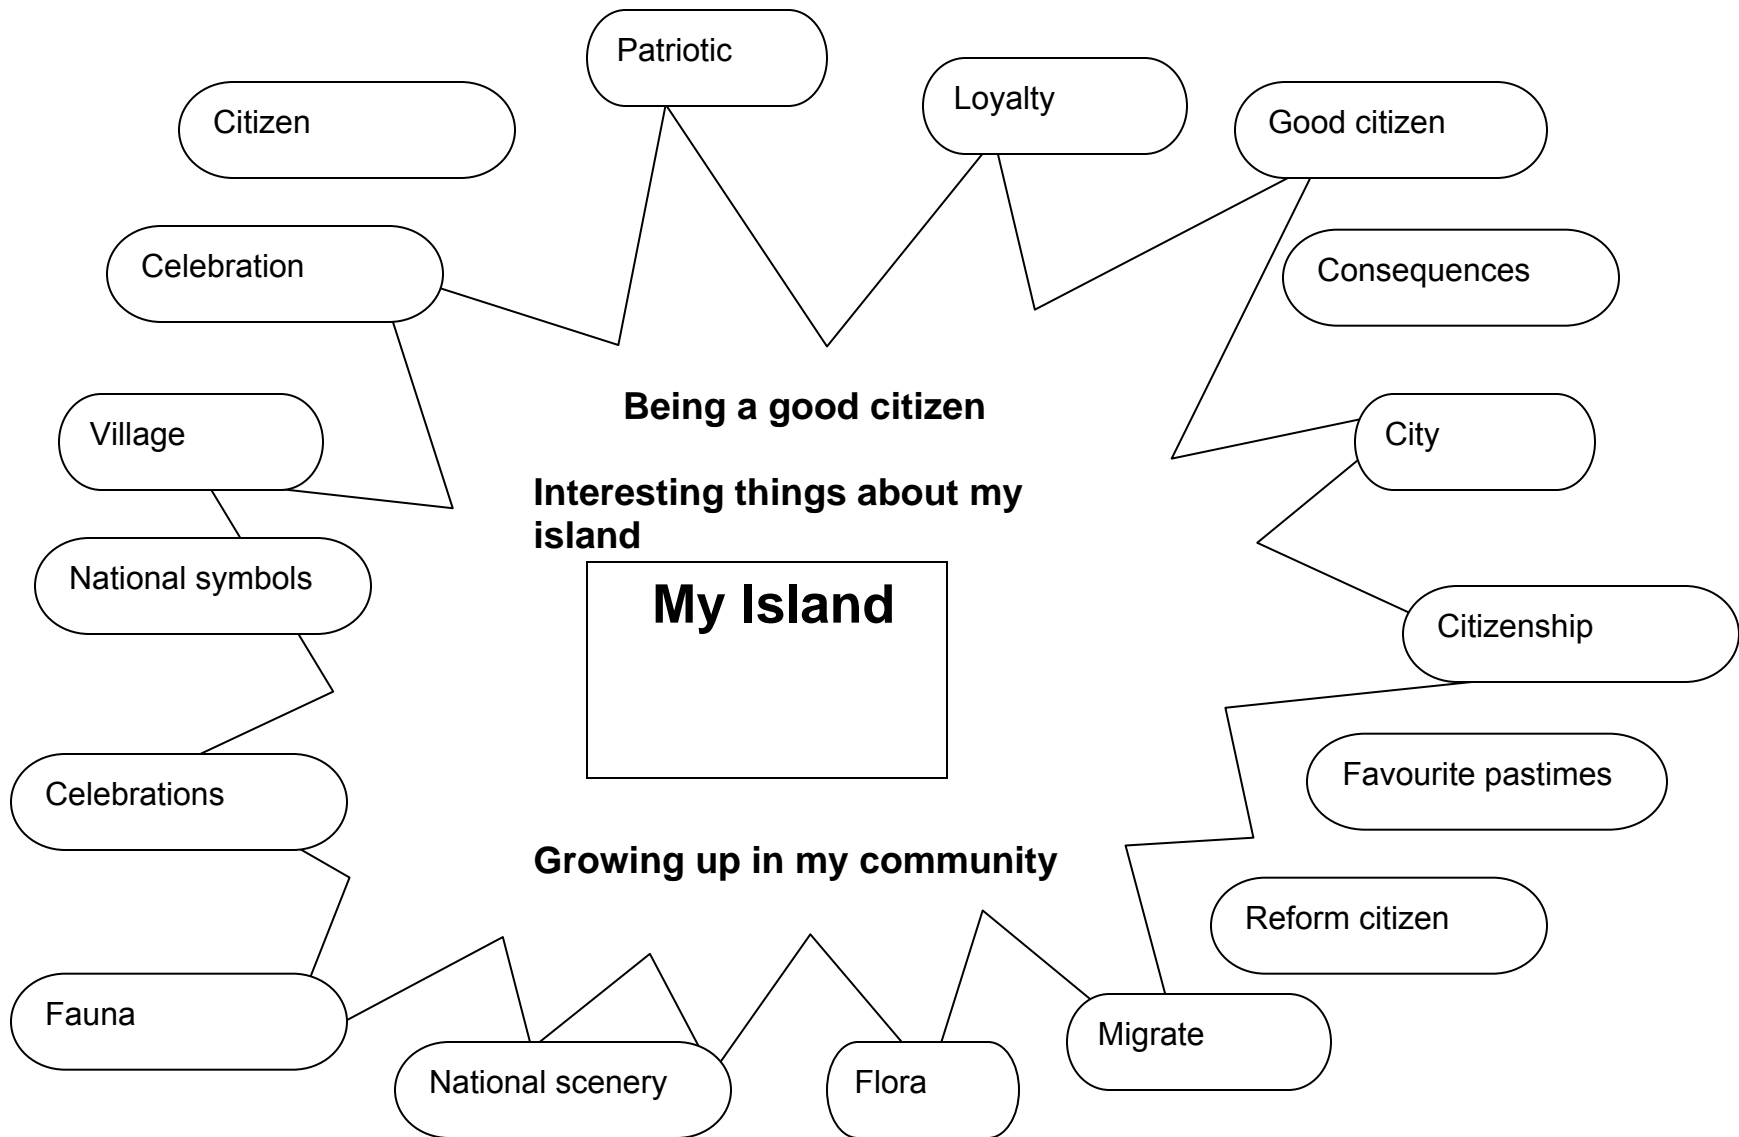 Patriotic
Loyalty
Citizen
Good citizen
Celebration
Consequences
Being a good citizen
Village
City
Interesting things about my
island
National symbols
My Island
Citizenship
Celebrations
Favourite pastimes
Growing up in my community
Reform citizen
Fauna
Migrate
National scenery
Flora